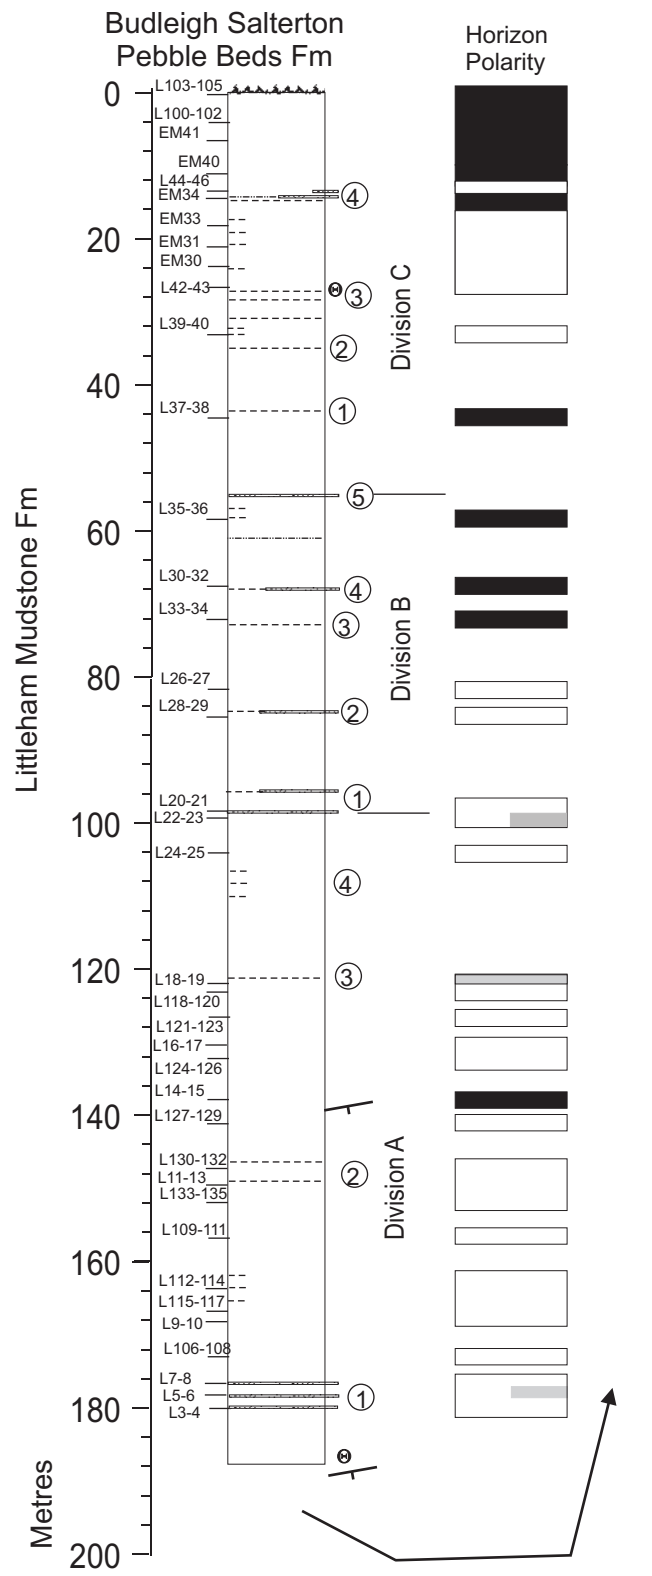 Budleigh Salterton
Pebble Beds Fm
Horizon
Polarity
0
L103-105
L100-102
EM41
EM40
L44-46
EM34
4
EM33
20
EM31
EM30
L42-43
3
Division C
L39-40
2
40
L37-38
1
5
L35-36
60
L30-32
4
L33-34
3
Division B
80
L26-27
L28-29
2
Littleham Mudstone Fm
L20-21
1
100
L22-23
L24-25
4
120
L18-19
3
L118-120
L121-123
L16-17
L124-126
L14-15
140
L127-129
L130-132
L11-13
2
L133-135
Division A
L109-111
160
L112-114
L115-117
L9-10
L106-108
L7-8
L5-6
1
180
L3-4
Metres
200